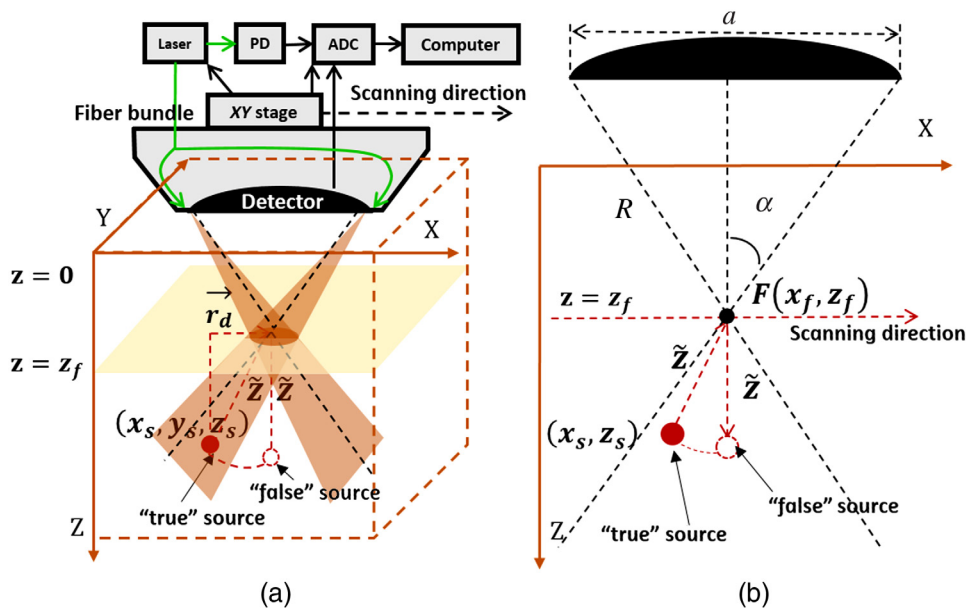 Laser
PD
ADC
Computer
Fiber bundle
XY stage
Scanning direction
Detector
Y
X
z = 0
r_d
z = z_f
z̃ z̃
(x_s, y_s, z_s)
"false" source
"true" source
Z
(a)
a
X
R
α
F(x_f, z_f)
z = z_f
Scanning direction
z̃
z̃
(x_s, z_s)
"false" source
"true" source
Z
(b)